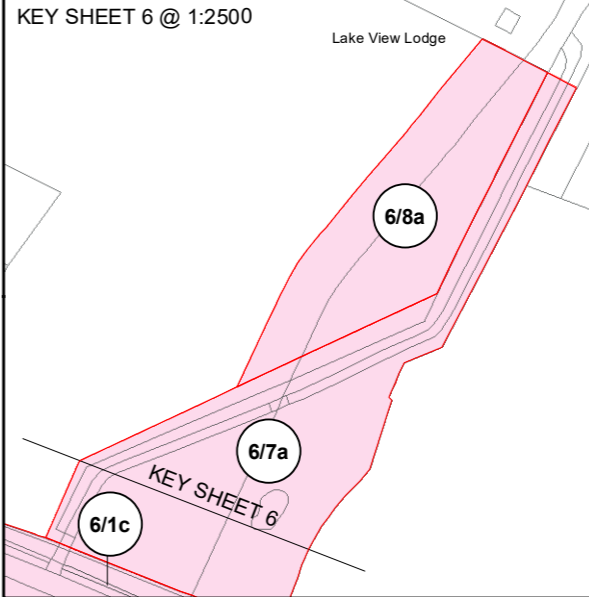 KEY SHEET 6 @ 1:2500
Lake View Lodge
6/8a
6/7a
KEY SHEET 6
6/1c